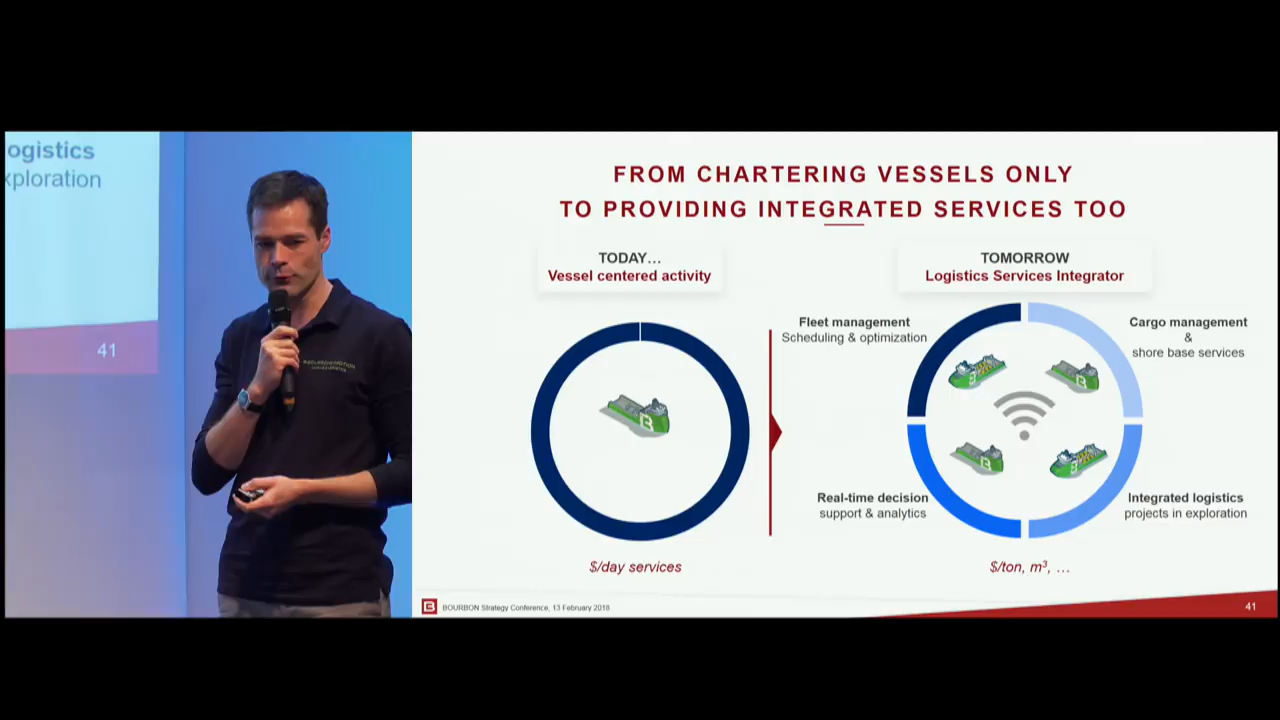 ogistics
xploration
41
FROM CHARTERING VESSELS ONLY
TO PROVIDING INTEGRATED SERVICES TOO
TODAY…
Vessel centered activity
TOMORROW
Logistics Services Integrator
Fleet management
Scheduling & optimization
Cargo management
&
shore base services
Real-time decision
support & analytics
Integrated logistics
projects in exploration
$/day services
$/ton, m³, …
BOURBON Strategy Conference, 13 February 2018
41